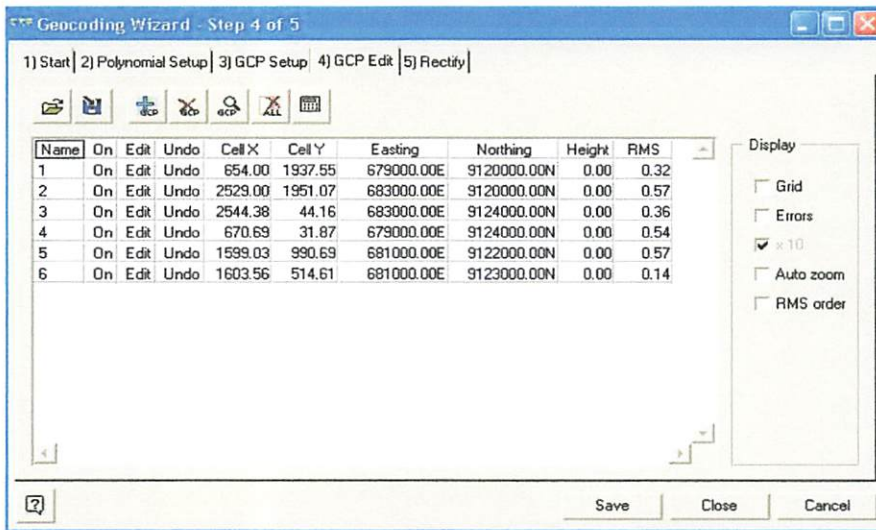 Geocoding Wizard - Step 4 of 5
1) Start 2) Polynomial Setup 3) GCP Setup 4) GCP Edit 5) Rectify
GCP GCP GCP ALL
Name On Edit Undo Cell X Cell Y Easting Northing Height RMS
1 On Edit Undo 654.00 1937.55 679000.00E 9120000.00N 0.00 0.32
2 On Edit Undo 2529.00 1951.07 683000.00E 9120000.00N 0.00 0.57
3 On Edit Undo 2544.38 44.16 683000.00E 9124000.00N 0.00 0.36
4 On Edit Undo 670.69 31.87 679000.00E 9124000.00N 0.00 0.54
5 On Edit Undo 1599.03 990.69 681000.00E 9122000.00N 0.00 0.57
6 On Edit Undo 1603.56 514.61 681000.00E 9123000.00N 0.00 0.14
Display
Grid
Errors
x 10
Auto zoom
RMS order
Save Close Cancel